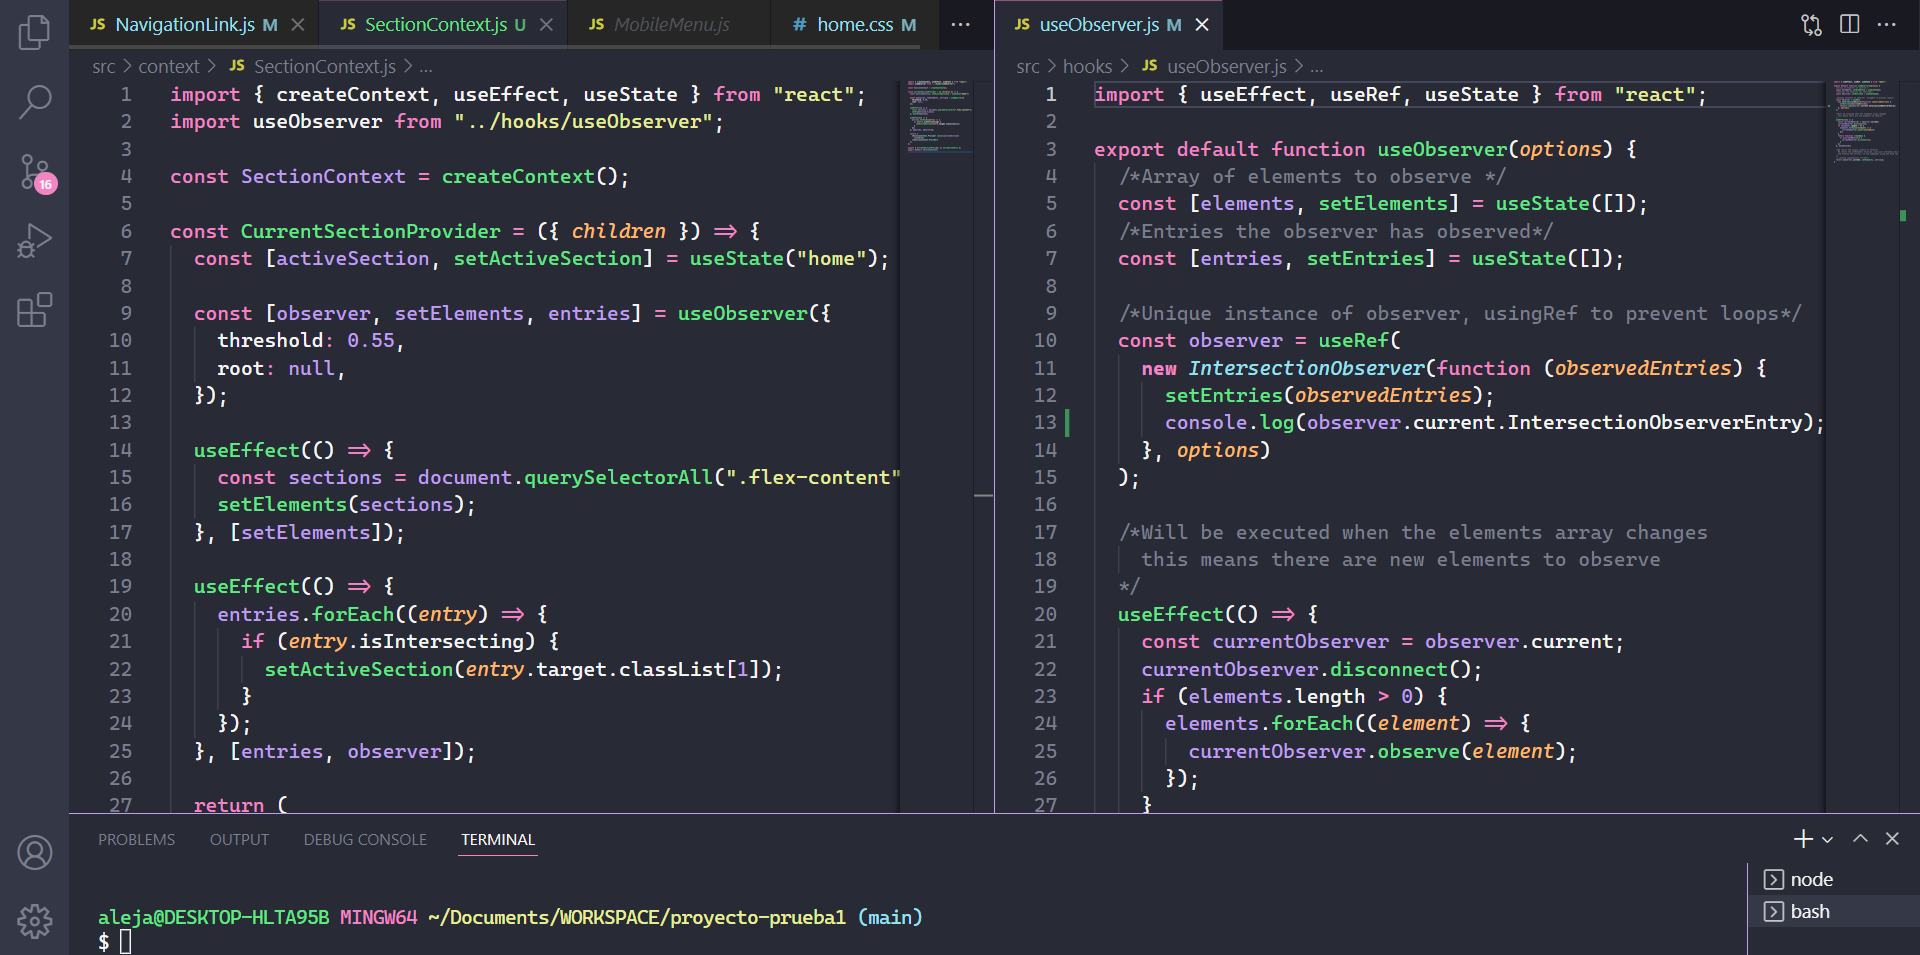 JS NavigationLink.js M
JS SectionContext.js U
JS MobileMenu.js
# home.css M
...
src > context > JS SectionContext.js > ...
1 import { createContext, useEffect, useState } from "react";
2 import useObserver from "../hooks/useObserver";
3
4 const SectionContext = createContext();
5
6 const CurrentSectionProvider = ({ children }) => {
7 const [activeSection, setActiveSection] = useState("home");
8
9 const [observer, setElements, entries] = useObserver({
10 threshold: 0.55,
11 root: null,
12 });
13
14 useEffect(() => {
15 const sections = document.querySelectorAll(".flex-content"
16 setElements(sections);
17 }, [setElements]);
18
19 useEffect(() => {
20 entries.forEach((entry) => {
21 if (entry.isIntersecting) {
22 setActiveSection(entry.target.classList[1]);
23 }
24 });
25 }, [entries, observer]);
26
27 return (
JS useObserver.js M
...
src > hooks > JS useObserver.js > ...
1 import { useEffect, useRef, useState } from "react";
2
3 export default function useObserver(options) {
4 /*Array of elements to observe */
5 const [elements, setElements] = useState([]);
6 /*Entries the observer has observed*/
7 const [entries, setEntries] = useState([]);
8
9 /*Unique instance of observer, usingRef to prevent loops*/
10 const observer = useRef(
11 new IntersectionObserver(function (observedEntries) {
12 setEntries(observedEntries);
13 console.log(observer.current.IntersectionObserverEntry);
14 }, options)
15 );
16
17 /*Will be executed when the elements array changes
18 this means there are new elements to observe
19 */
20 useEffect(() => {
21 const currentObserver = observer.current;
22 currentObserver.disconnect();
23 if (elements.length > 0) {
24 elements.forEach((element) => {
25 currentObserver.observe(element);
26 });
27 }
16
PROBLEMS OUTPUT DEBUG CONSOLE TERMINAL
aleja@DESKTOP-HLTA95B MINGW64 ~/Documents/WORKSPACE/proyecto-prueba1 (main)
$
node
bash